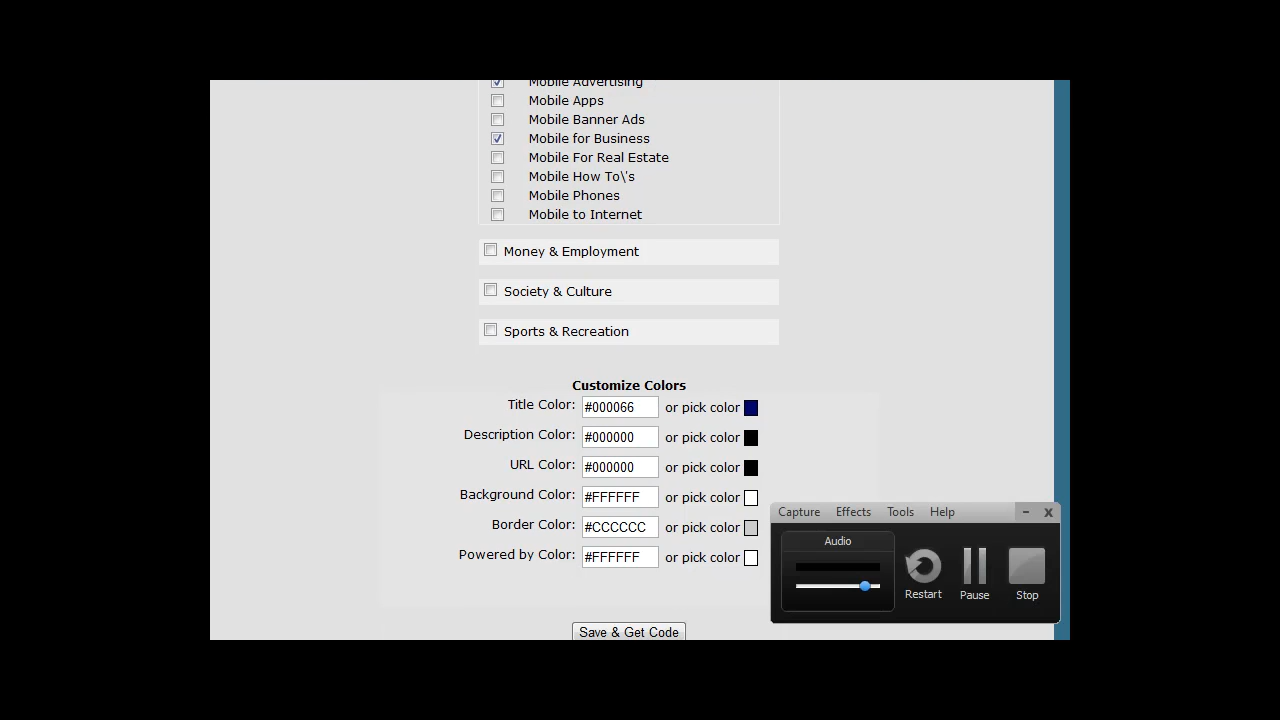 Mobile Advertising
Mobile Apps
Mobile Banner Ads
Mobile for Business
Mobile For Real Estate
Mobile How To\'s
Mobile Phones
Mobile to Internet
Money & Employment
Society & Culture
Sports & Recreation
Customize Colors
Title Color: #000066 or pick color
Description Color: #000000 or pick color
URL Color: #000000 or pick color
Background Color: #FFFFFF or pick color
Border Color: #CCCCCC or pick color
Powered by Color: #FFFFFF or pick color
Save & Get Code
Capture Effects Tools Help
Audio
Restart Pause Stop